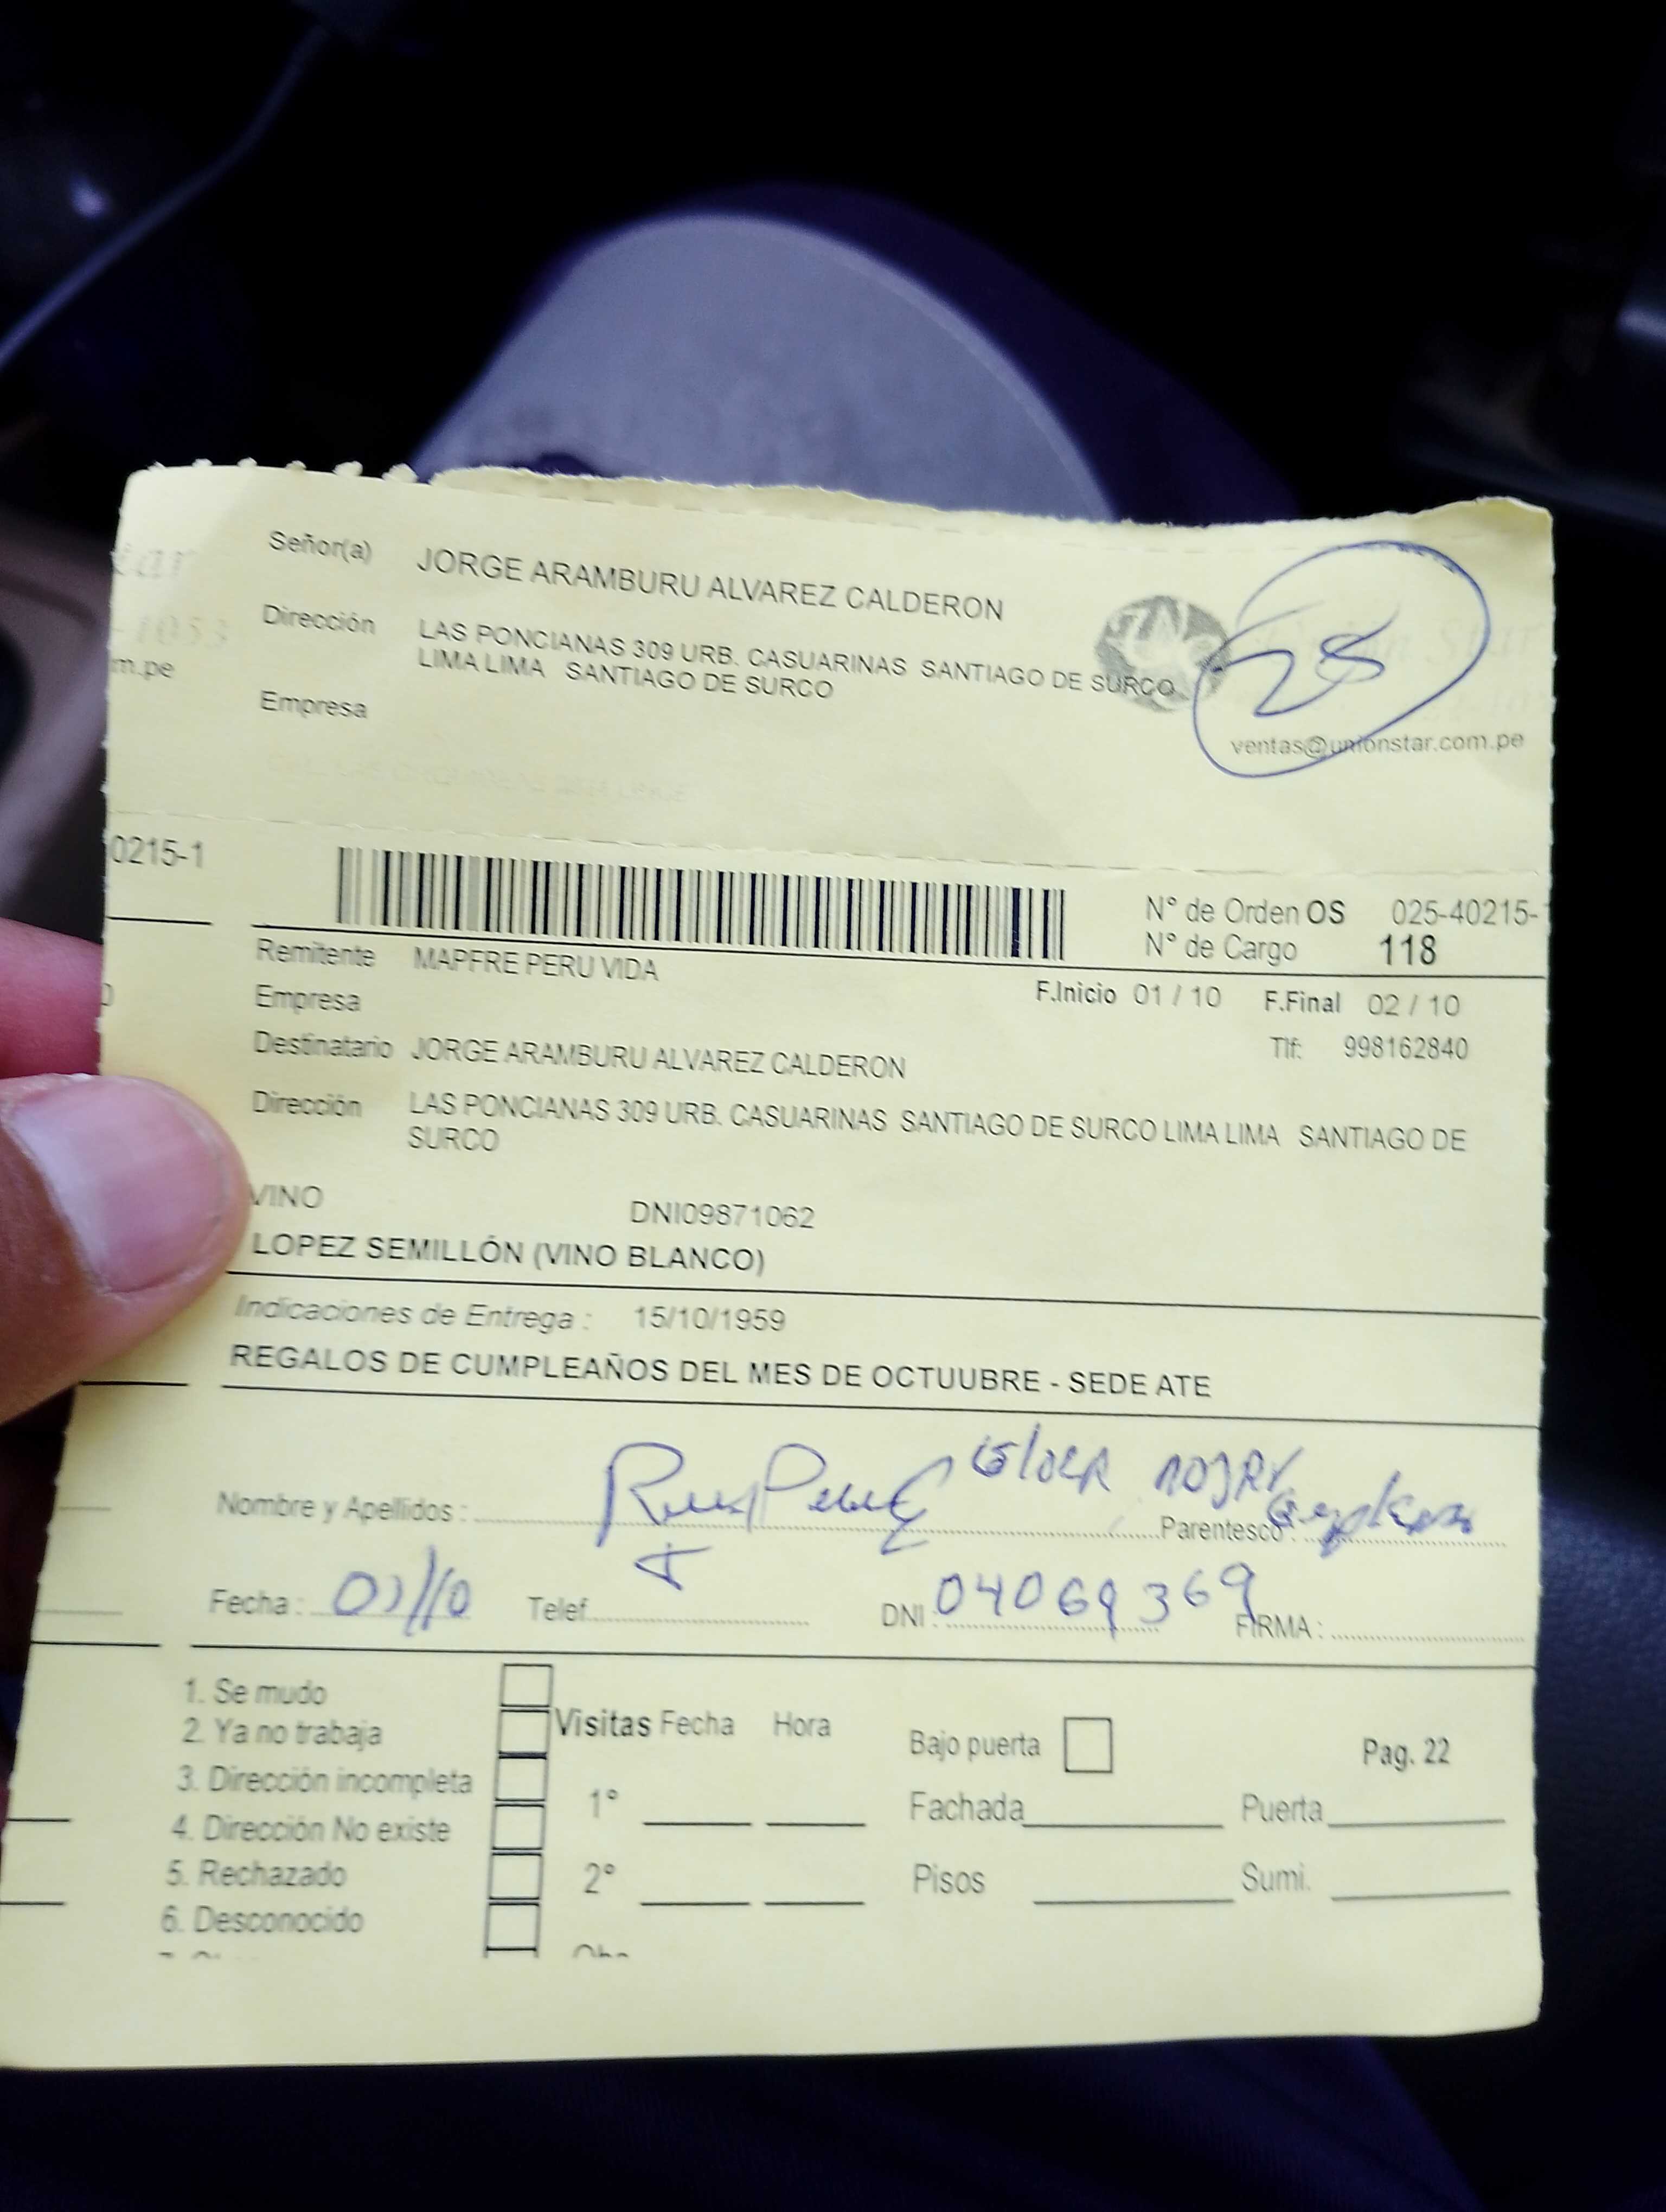 Señor(a) JORGE ARAMBURU ALVAREZ CALDERON
Dirección LAS PONCIANAS 309 URB. CASUARINAS SANTIAGO DE SURCO
LIMA LIMA SANTIAGO DE SURCO
m.pe
Empresa
28
ventas@unionstar.com.pe
0215-1
N° de Orden OS 025-40215-
N° de Cargo 118
Remitente MAPFRE PERU VIDA
Empresa
F.Inicio 01 / 10 F.Final 02 / 10
Destinatario JORGE ARAMBURU ALVAREZ CALDERON
Tlf: 998162840
Dirección LAS PONCIANAS 309 URB. CASUARINAS SANTIAGO DE SURCO LIMA LIMA SANTIAGO DE
SURCO
VINO DNI09871062
LOPEZ SEMILLÓN (VINO BLANCO)
Indicaciones de Entrega : 15/10/1959
REGALOS DE CUMPLEAÑOS DEL MES DE OCTUUBRE - SEDE ATE
Nombre y Apellidos :
Parentesco :
Fecha : Telef. DNI : 04069369 FIRMA :
1. Se mudo
2. Ya no trabaja
3. Dirección incompleta
4. Dirección No existe
5. Rechazado
6. Desconocido
Visitas Fecha Hora
1°
2°
Bajo puerta
Pag. 22
Fachada Puerta
Pisos Sumi.